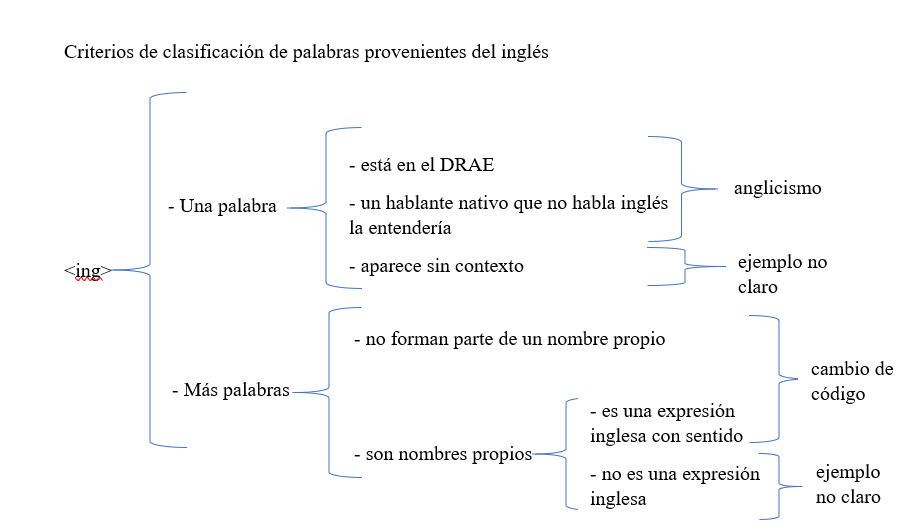 Criterios de clasificación de palabras provenientes del inglés
<ing>
- Una palabra
- está en el DRAE
- un hablante nativo que no habla inglés
la entendería
anglicismo
- aparece sin contexto
ejemplo no
claro
- Más palabras
- no forman parte de un nombre propio
- son nombres propios
- es una expresión
inglesa con sentido
cambio de
código
- no es una expresión
inglesa
ejemplo
no claro